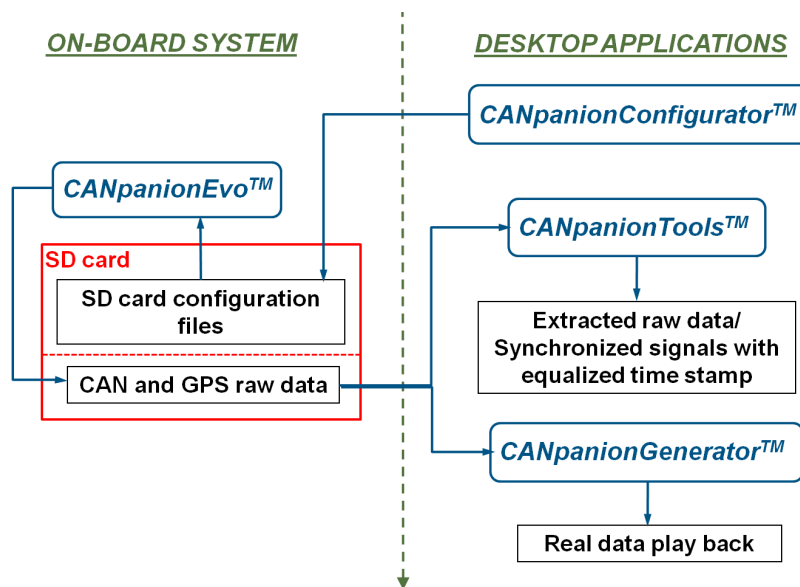 ON-BOARD SYSTEM
DESKTOP APPLICATIONS
CANpanionConfigurator™
CANpanionEvo™
CANpanionTools™
SD card
SD card configuration
files
Extracted raw data/
Synchronized signals with
equalized time stamp
CAN and GPS raw data
CANpanionGenerator™
Real data play back